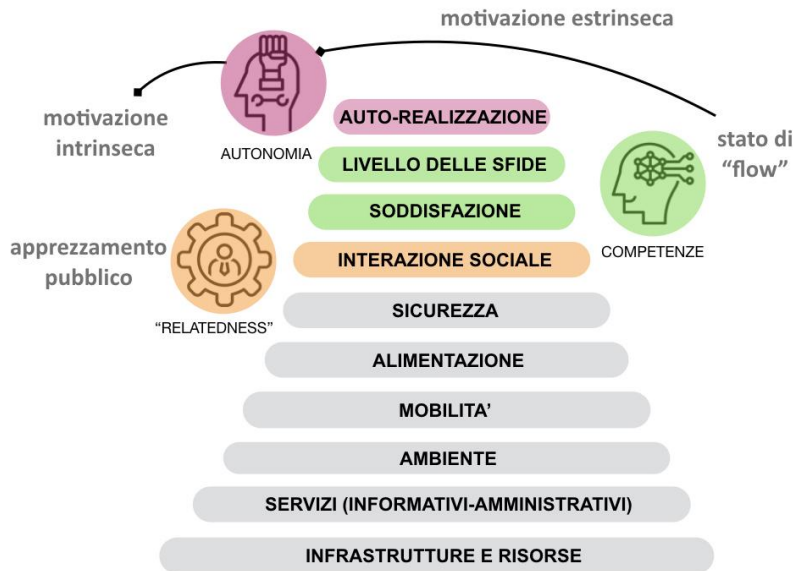 motivazione estrinseca
motivazione
intrinseca
AUTONOMIA
AUTO-REALIZZAZIONE
stato di
“flow”
LIVELLO DELLE SFIDE
SODDISFAZIONE
COMPETENZE
apprezzamento
pubblico
INTERAZIONE SOCIALE
“RELATEDNESS”
SICUREZZA
ALIMENTAZIONE
MOBILITA’
AMBIENTE
SERVIZI (INFORMATIVI-AMMINISTRATIVI)
INFRASTRUTTURE E RISORSE